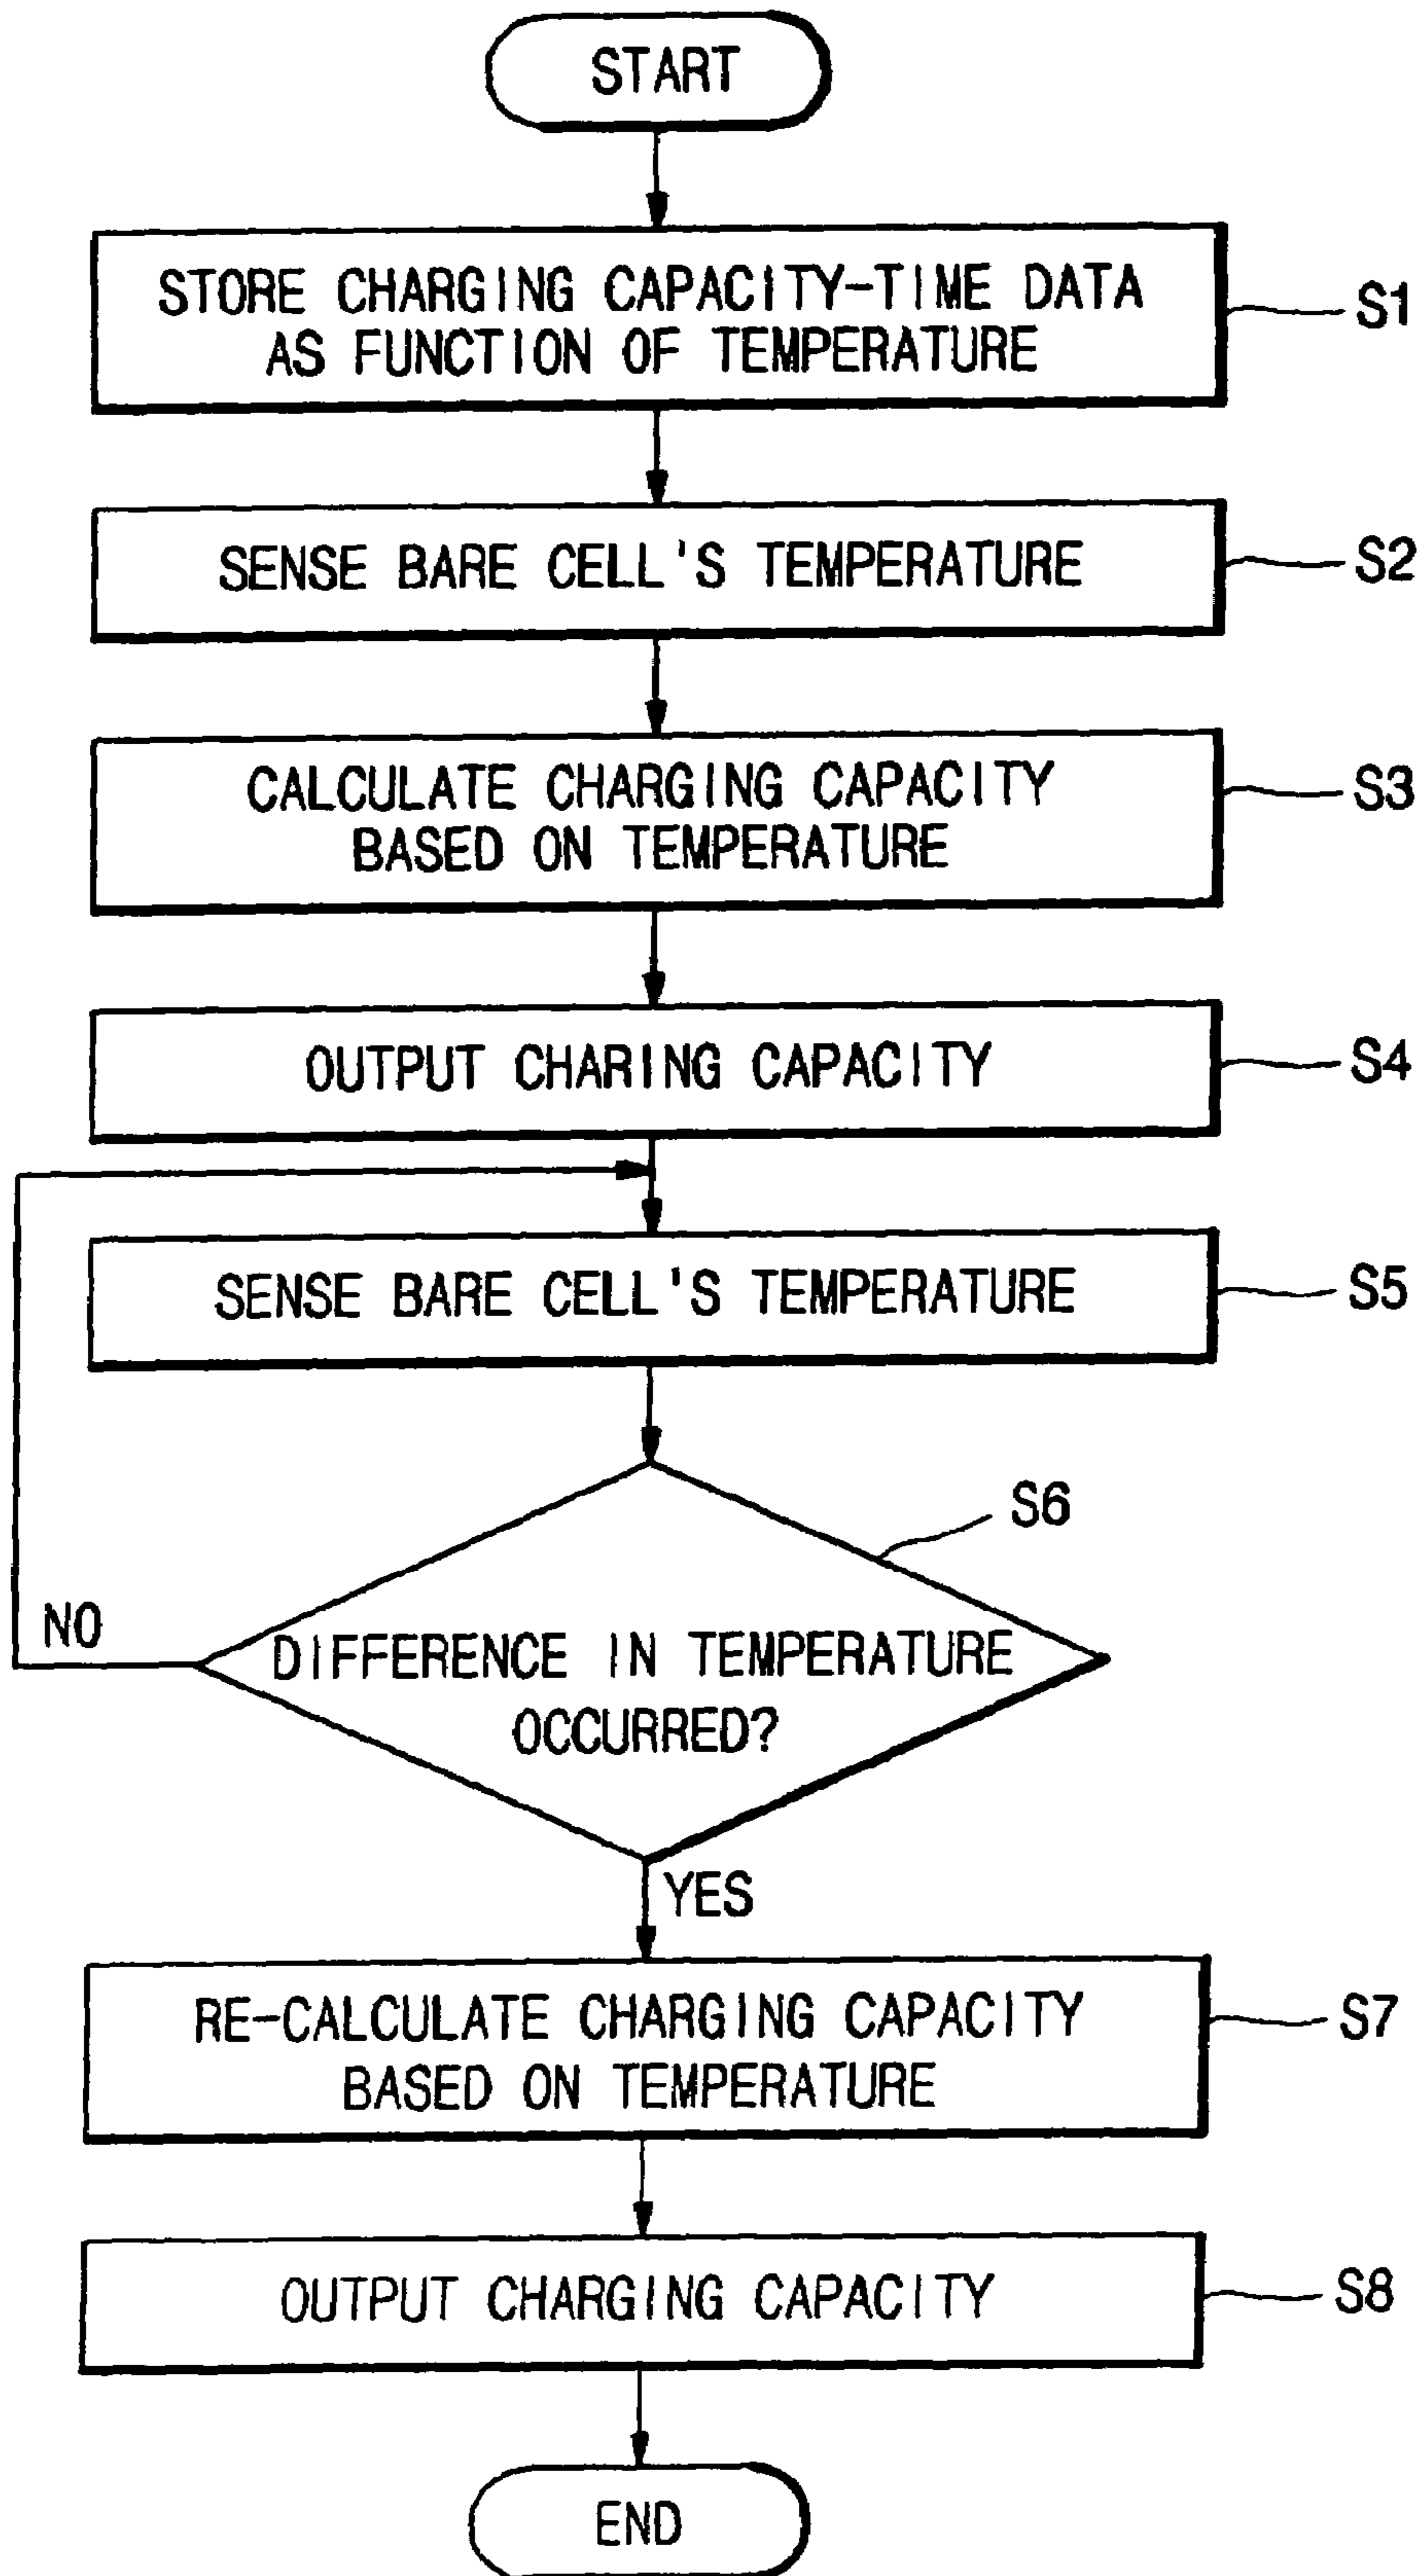 START
STORE CHARGING CAPACITY-TIME DATA
AS FUNCTION OF TEMPERATURE
S1
SENSE BARE CELL'S TEMPERATURE
S2
CALCULATE CHARGING CAPACITY
BASED ON TEMPERATURE
S3
OUTPUT CHARING CAPACITY
S4
SENSE BARE CELL'S TEMPERATURE
S5
S6
NO
DIFFERENCE IN TEMPERATURE
OCCURRED?
YES
RE-CALCULATE CHARGING CAPACITY
BASED ON TEMPERATURE
S7
OUTPUT CHARGING CAPACITY
S8
END